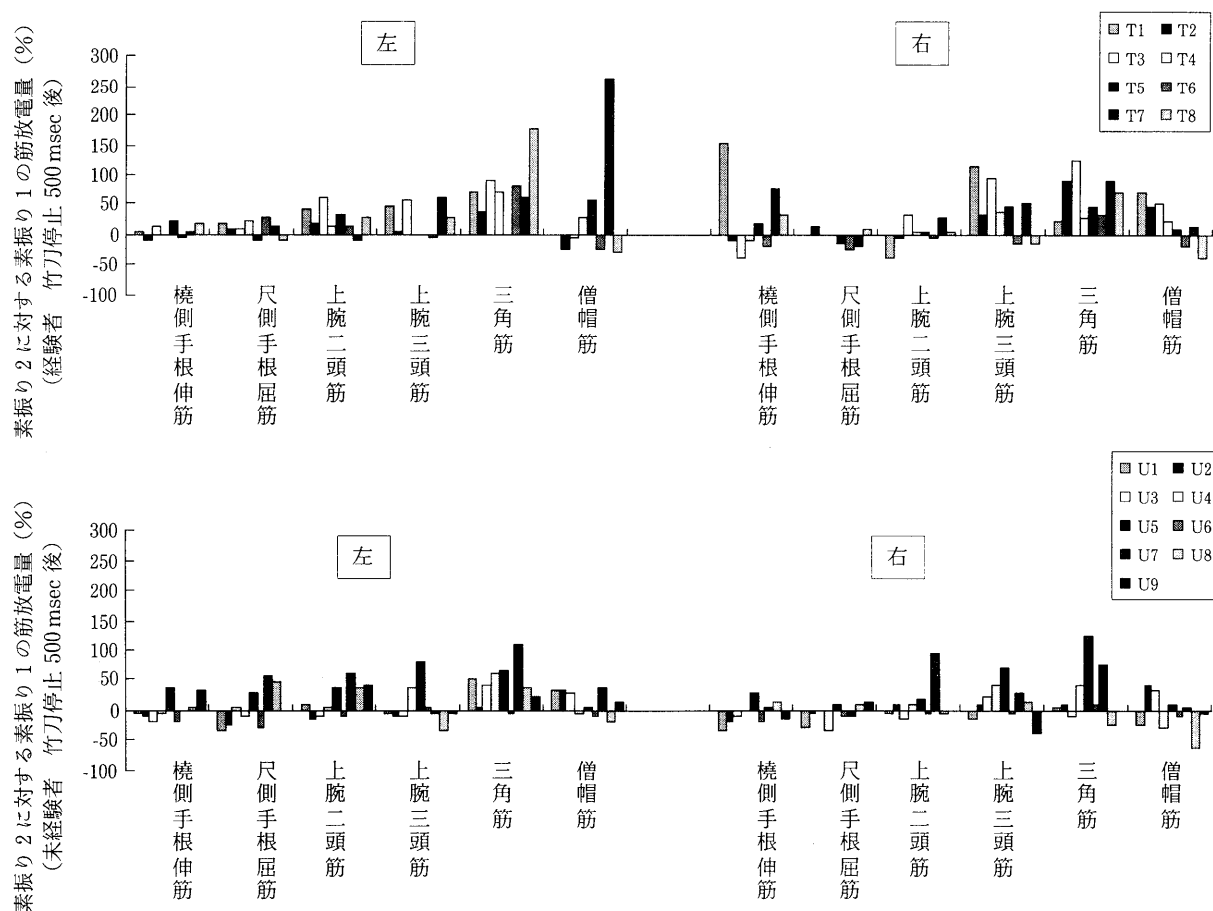 素振り2に対する素振り1の筋放電量(%)
(経験者 竹刀停止500msec後)
左
右
T1 T2
T3 T4
T5 T6
T7 T8
300
250
200
150
100
50
0
-50
-100
橈側手根伸筋
尺側手根屈筋
上腕二頭筋
上腕三頭筋
三角筋
僧帽筋
橈側手根伸筋
尺側手根屈筋
上腕二頭筋
上腕三頭筋
三角筋
僧帽筋
素振り2に対する素振り1の筋放電量(%)
(未経験者 竹刀停止500msec後)
左
右
U1 U2
U3 U4
U5 U6
U7 U8
U9
300
250
200
150
100
50
0
-50
-100
橈側手根伸筋
尺側手根屈筋
上腕二頭筋
上腕三頭筋
三角筋
僧帽筋
橈側手根伸筋
尺側手根屈筋
上腕二頭筋
上腕三頭筋
三角筋
僧帽筋